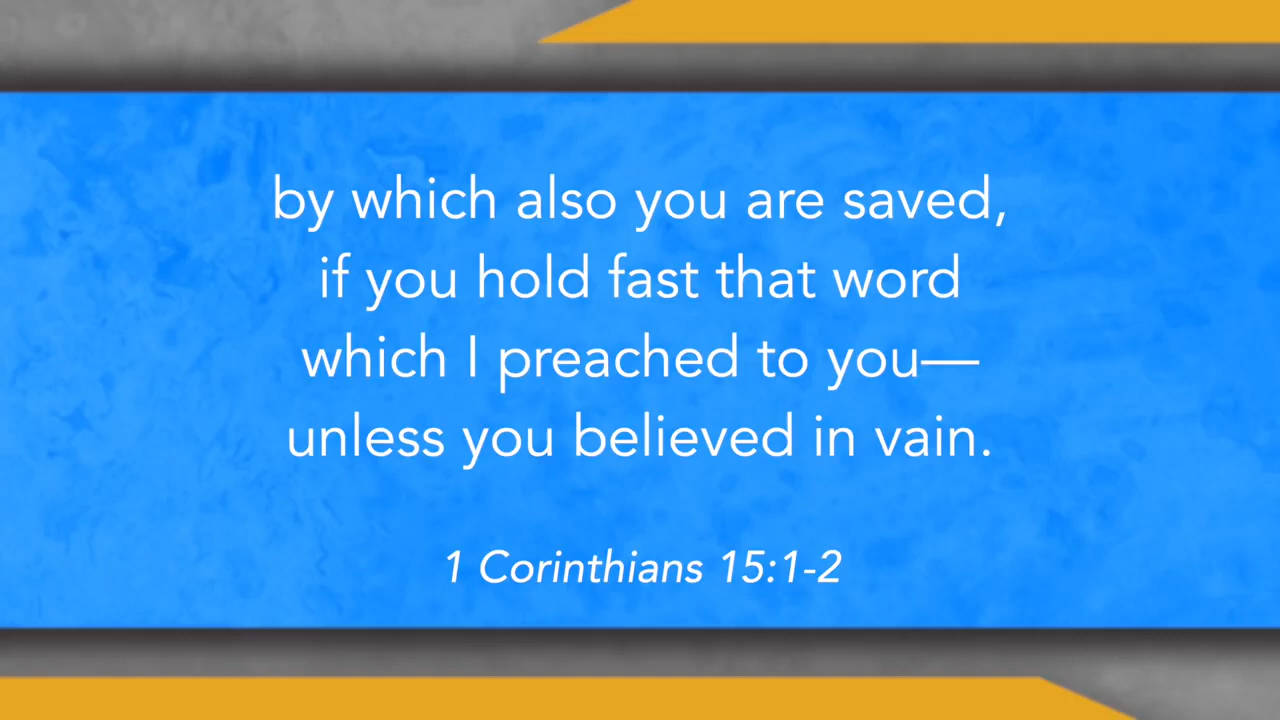 by which also you are saved,
if you hold fast that word
which I preached to you—
unless you believed in vain.
1 Corinthians 15:1-2